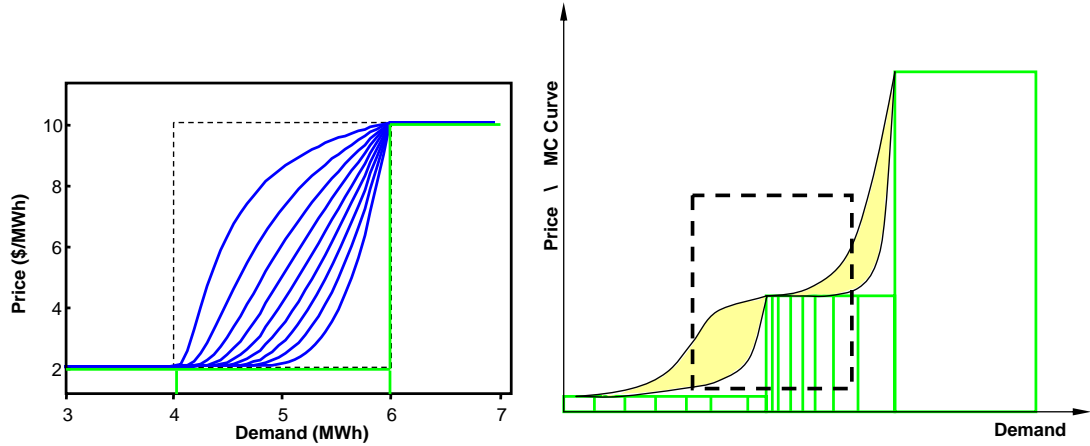 10
8
6
4
2
3 4 5 6 7
Price ($/MWh)
Demand (MWh)
Price \ MC Curve
Demand